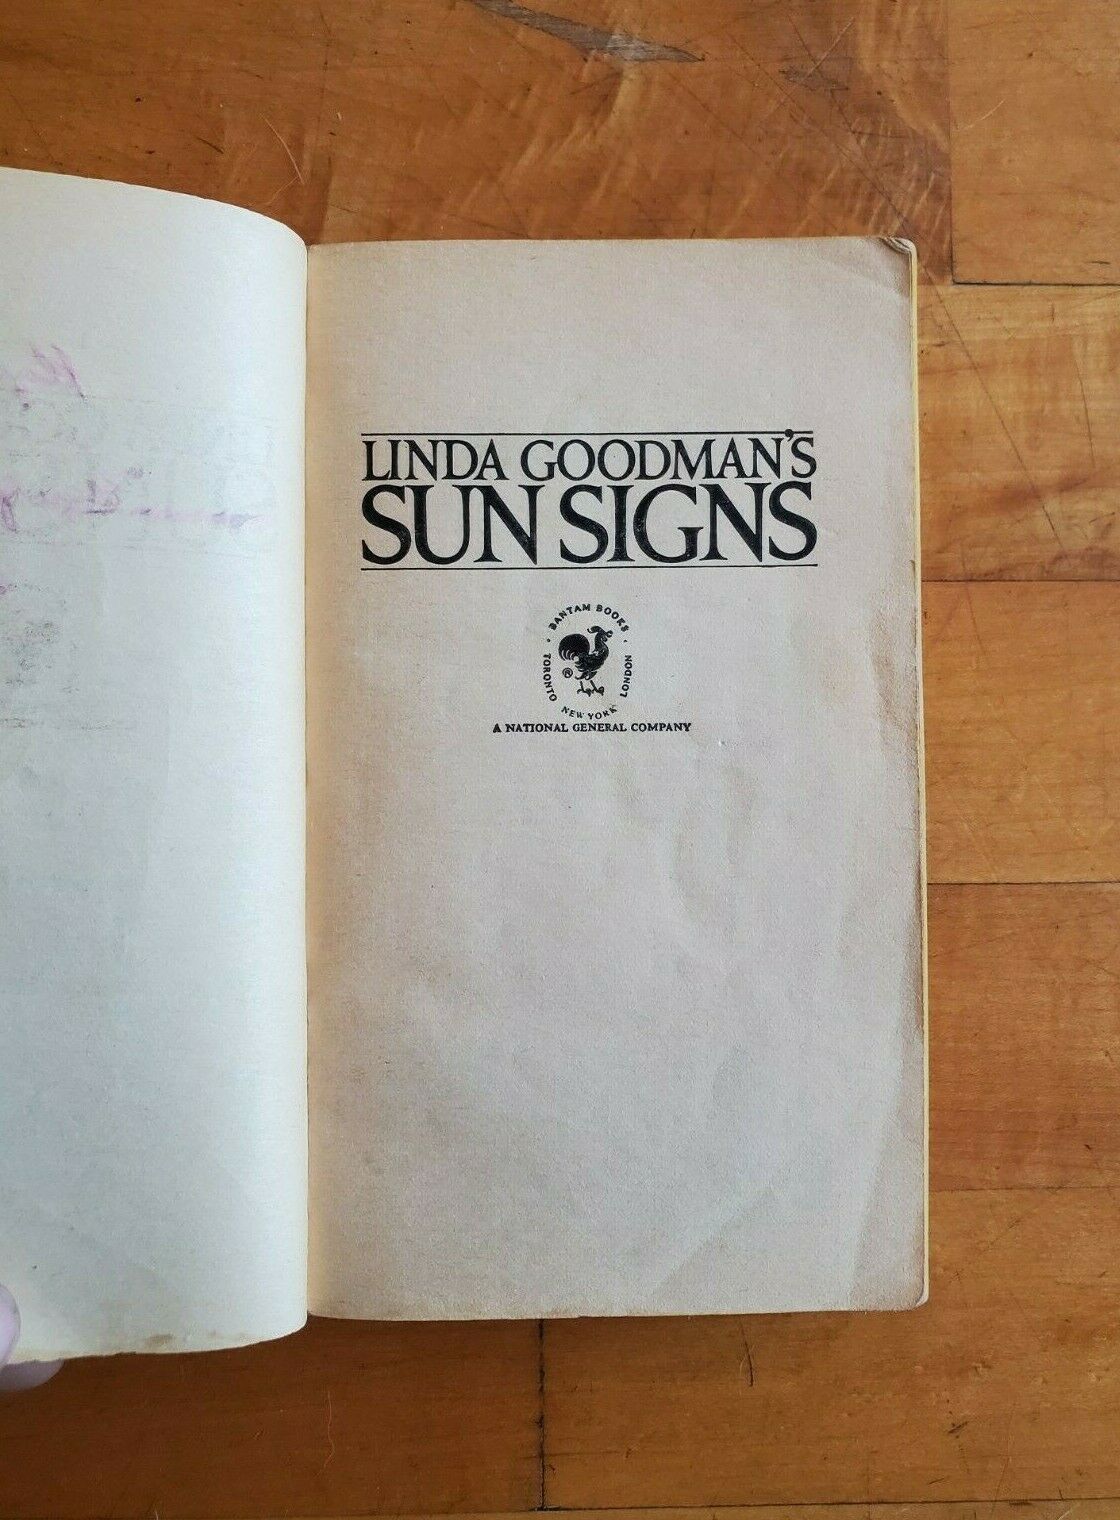 LINDA GOODMAN'S
SUN SIGNS
BANTAM BOOKS
TORONTO
NEW YORK
LONDON
®
A NATIONAL GENERAL COMPANY